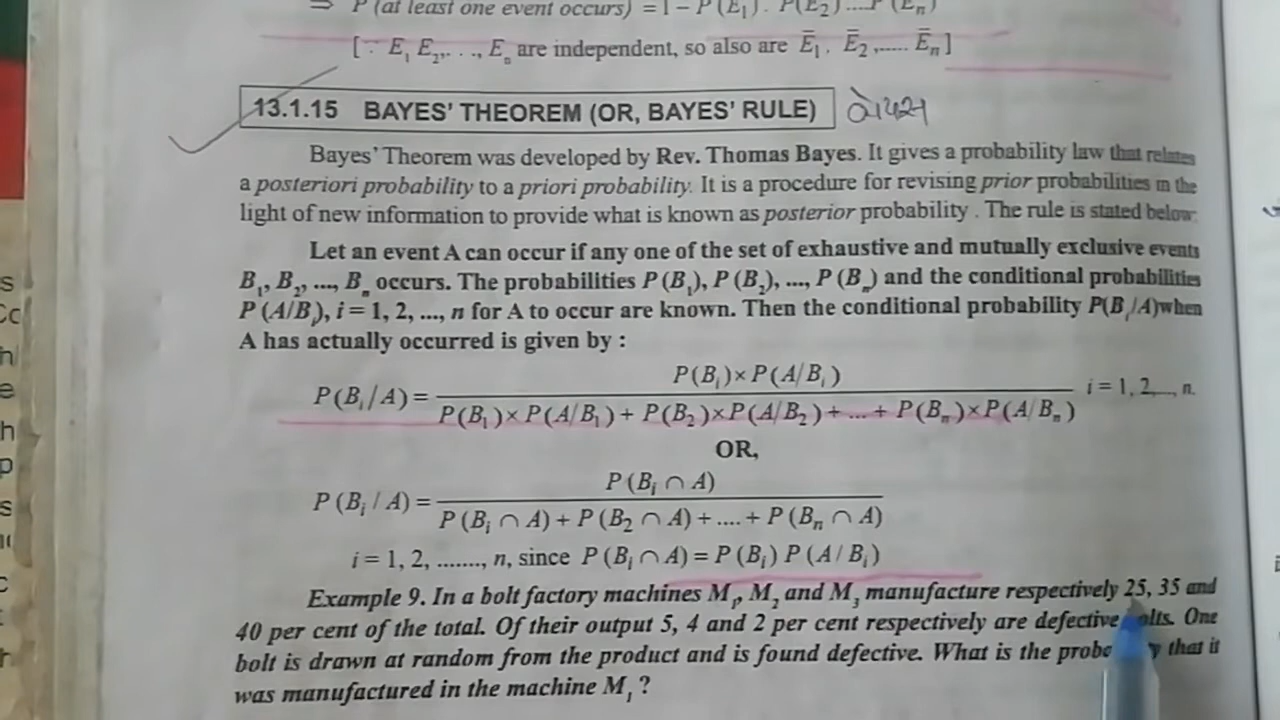 ⇒ P (at least one event occurs) = 1 – P (E̅₁) . P(E̅₂) .... P (E̅ₙ)
[∵ E₁ E₂,. . ., Eₙ are independent, so also are E̅₁ , E̅₂ ,..... E̅ₙ ]
13.1.15 BAYES' THEOREM (OR, BAYES' RULE)
Bayes' Theorem was developed by Rev. Thomas Bayes. It gives a probability law that relates
a posteriori probability to a priori probability. It is a procedure for revising prior probabilities in the
light of new information to provide what is known as posterior probability . The rule is stated below:
Let an event A can occur if any one of the set of exhaustive and mutually exclusive events
B₁, B₂, ..., Bₙ occurs. The probabilities P (B₁), P (B₂), ..., P (Bₙ) and the conditional probabilities
P (A/Bᵢ), i = 1, 2, ..., n for A to occur are known. Then the conditional probability P(Bᵢ/A)when
A has actually occurred is given by :
P(Bᵢ/A) = P(Bᵢ)× P(A/Bᵢ) / P(B₁)× P(A/B₁) + P(B₂)×P(A/B₂) + ... + P(Bₙ)×P(A/Bₙ) i = 1, 2,..., n.
OR,
P (Bᵢ / A) = P (Bᵢ ∩ A) / P (Bᵢ ∩ A) + P (B₂ ∩ A) + .... + P (Bₙ ∩ A)
i = 1, 2, ........, n, since P (Bᵢ ∩ A) = P (Bᵢ) P (A / Bᵢ)
Example 9. In a bolt factory machines M₁, M₂ and M₃ manufacture respectively 25, 35 and
40 per cent of the total. Of their output 5, 4 and 2 per cent respectively are defective olts. One
bolt is drawn at random from the product and is found defective. What is the probe y that it
was manufactured in the machine M₁ ?